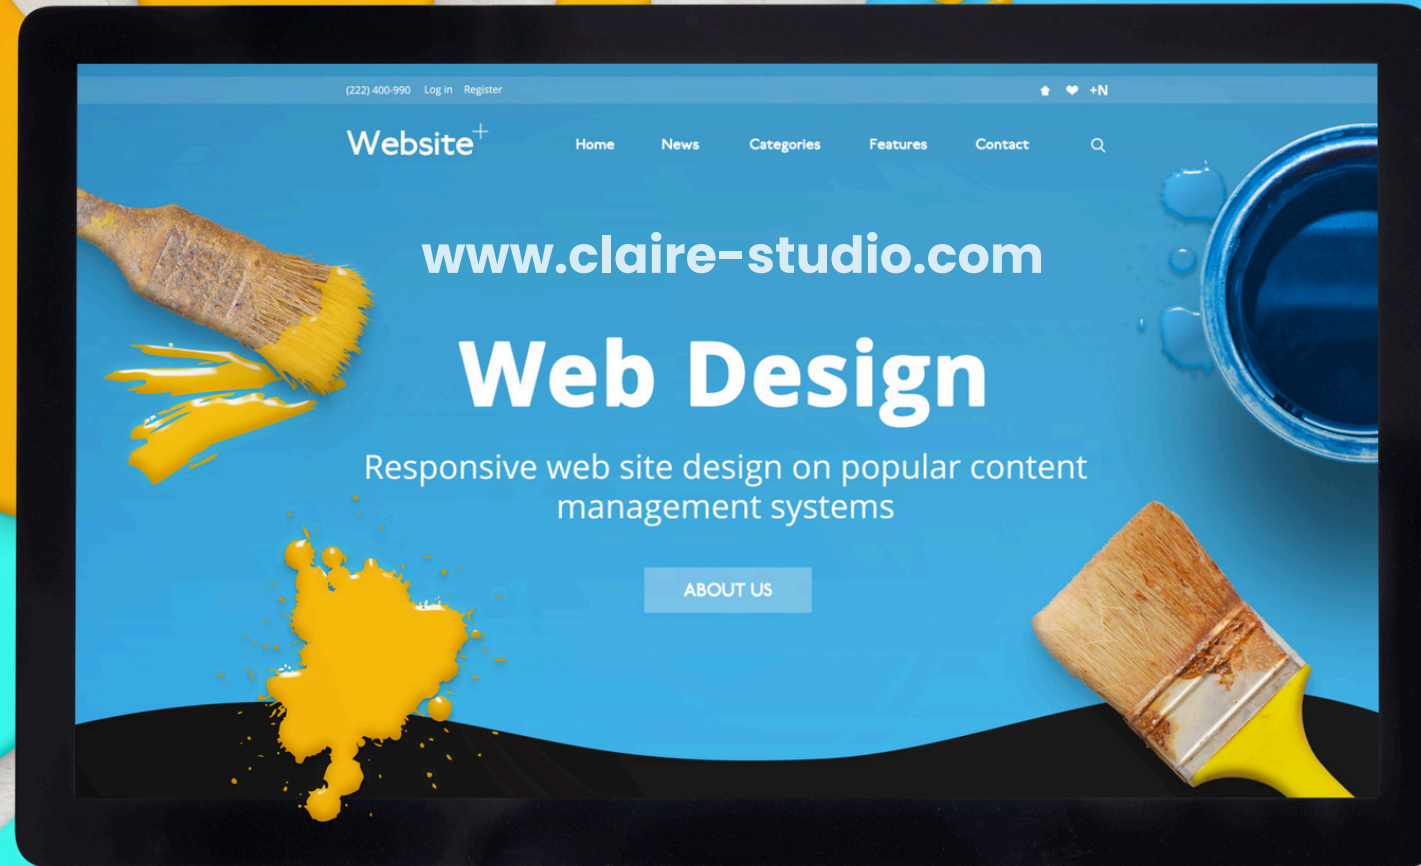 (222) 400-990 Log in Register +N
Website+ Home News Categories Features Contact
www.claire-studio.com
Web Design
Responsive web site design on popular content
management systems
ABOUT US